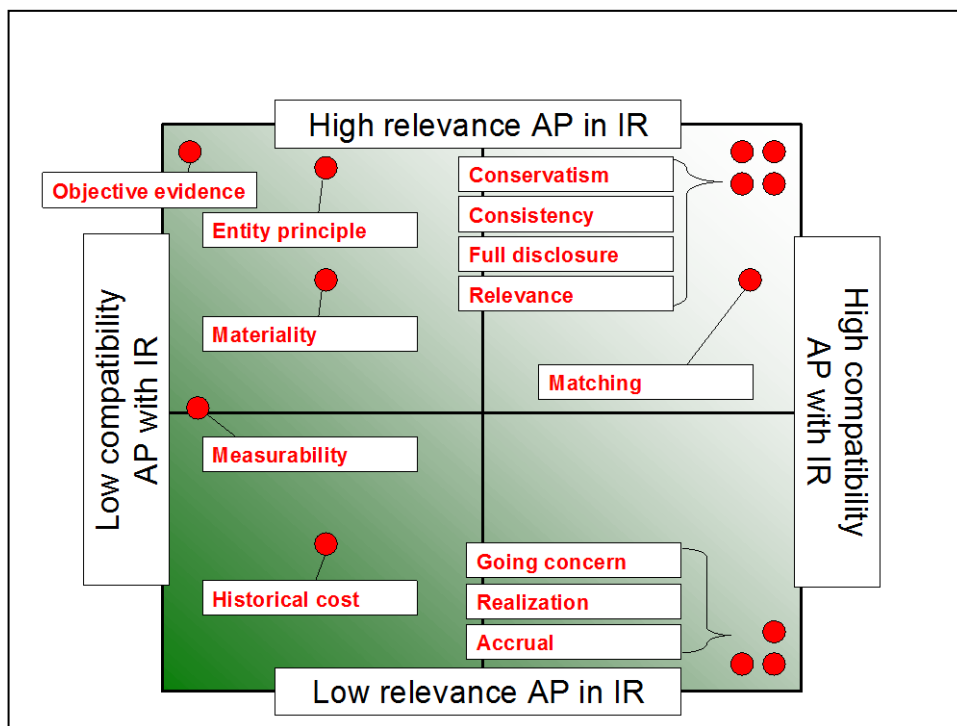 High relevance AP in IR
Objective evidence
Entity principle
Materiality
Measurability
Historical cost
Conservatism
Consistency
Full disclosure
Relevance
Matching
Going concern
Realization
Accrual
Low compatibility
AP with IR
High compatibility
AP with IR
Low relevance AP in IR